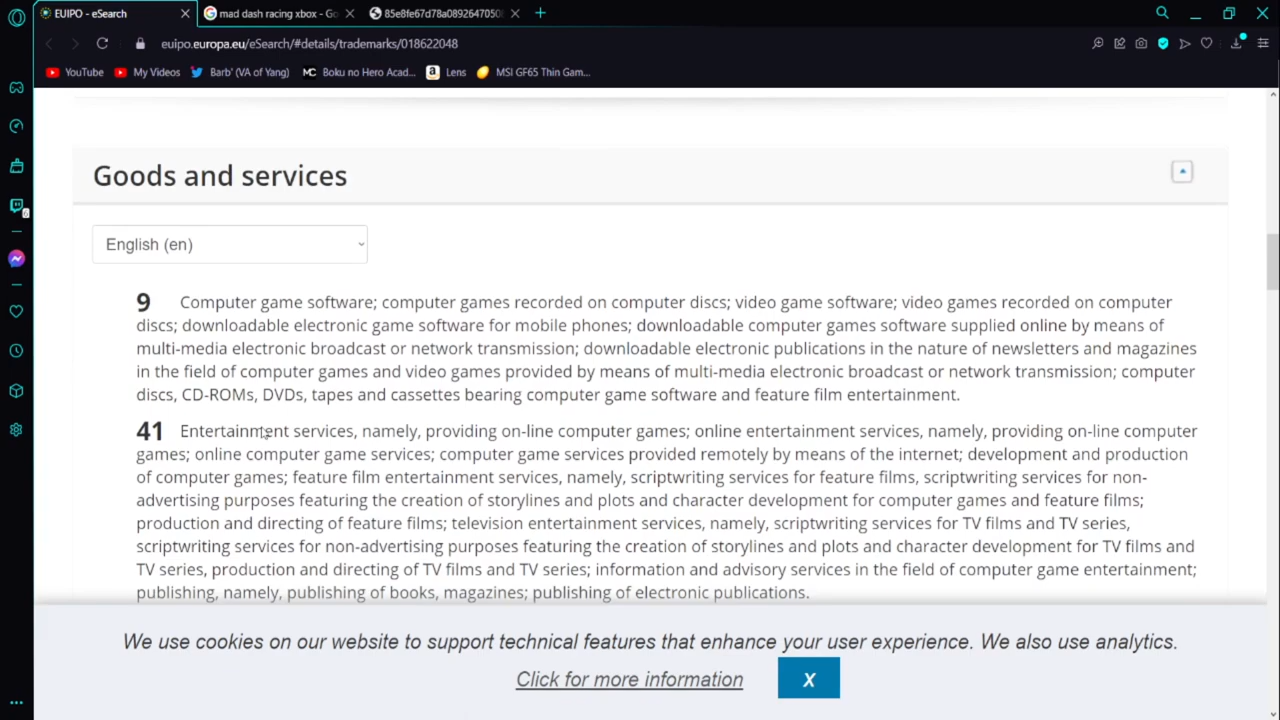 EUIPO - eSearch
mad dash racing xbox - Go
85e8fe67d78a0892647050
euipo.europa.eu/eSearch/#details/trademarks/018622048
YouTube
My Videos
Barb' (VA of Yang)
MC Boku no Hero Acad...
a Lens
MSI GF65 Thin Gam...
Goods and services
English (en)
9 Computer game software; computer games recorded on computer discs; video game software; video games recorded on computer
discs; downloadable electronic game software for mobile phones; downloadable computer games software supplied online by means of
multi-media electronic broadcast or network transmission; downloadable electronic publications in the nature of newsletters and magazines
in the field of computer games and video games provided by means of multi-media electronic broadcast or network transmission; computer
discs, CD-ROMs, DVDs, tapes and cassettes bearing computer game software and feature film entertainment.
41 Entertainment services, namely, providing on-line computer games; online entertainment services, namely, providing on-line computer
games; online computer game services; computer game services provided remotely by means of the internet; development and production
of computer games; feature film entertainment services, namely, scriptwriting services for feature films, scriptwriting services for non-
advertising purposes featuring the creation of storylines and plots and character development for computer games and feature films;
production and directing of feature films; television entertainment services, namely, scriptwriting services for TV films and TV series,
scriptwriting services for non-advertising purposes featuring the creation of storylines and plots and character development for TV films and
TV series, production and directing of TV films and TV series; information and advisory services in the field of computer game entertainment;
publishing, namely, publishing of books, magazines; publishing of electronic publications.
We use cookies on our website to support technical features that enhance your user experience. We also use analytics.
Click for more information
X